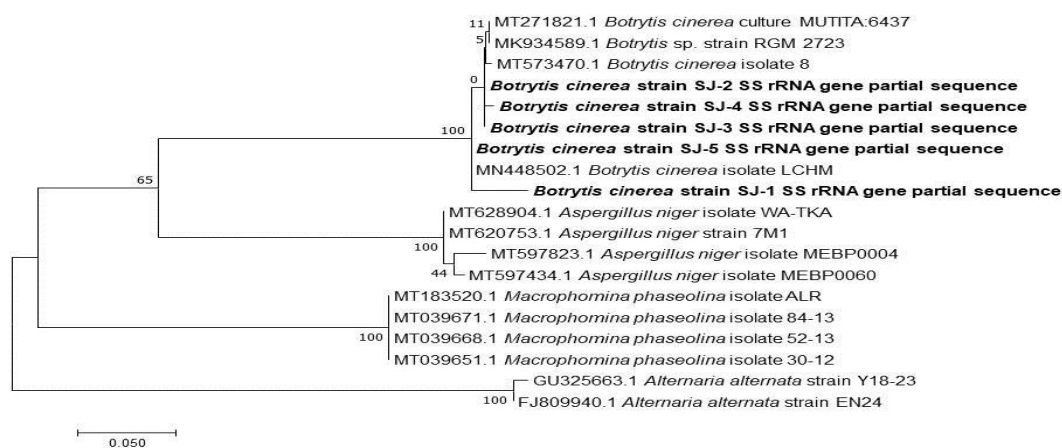 11 MT271821.1 Botrytis cinerea culture MUTITA:6437
5 MK934589.1 Botrytis sp. strain RGM 2723
MT573470.1 Botrytis cinerea isolate 8
0 Botrytis cinerea strain SJ-2 SS rRNA gene partial sequence
Botrytis cinerea strain SJ-4 SS rRNA gene partial sequence
Botrytis cinerea strain SJ-3 SS rRNA gene partial sequence
100 Botrytis cinerea strain SJ-5 SS rRNA gene partial sequence
MN448502.1 Botrytis cinerea isolate LCHM
65 Botrytis cinerea strain SJ-1 SS rRNA gene partial sequence
MT628904.1 Aspergillus niger isolate WA-TKA
MT620753.1 Aspergillus niger strain 7M1
100 MT597823.1 Aspergillus niger isolate MEBP0004
44 MT597434.1 Aspergillus niger isolate MEBP0060
MT183520.1 Macrophomina phaseolina isolate ALR
MT039671.1 Macrophomina phaseolina isolate 84-13
100 MT039668.1 Macrophomina phaseolina isolate 52-13
MT039651.1 Macrophomina phaseolina isolate 30-12
GU325663.1 Alternaria alternata strain Y18-23
100 FJ809940.1 Alternaria alternata strain EN24
0.050